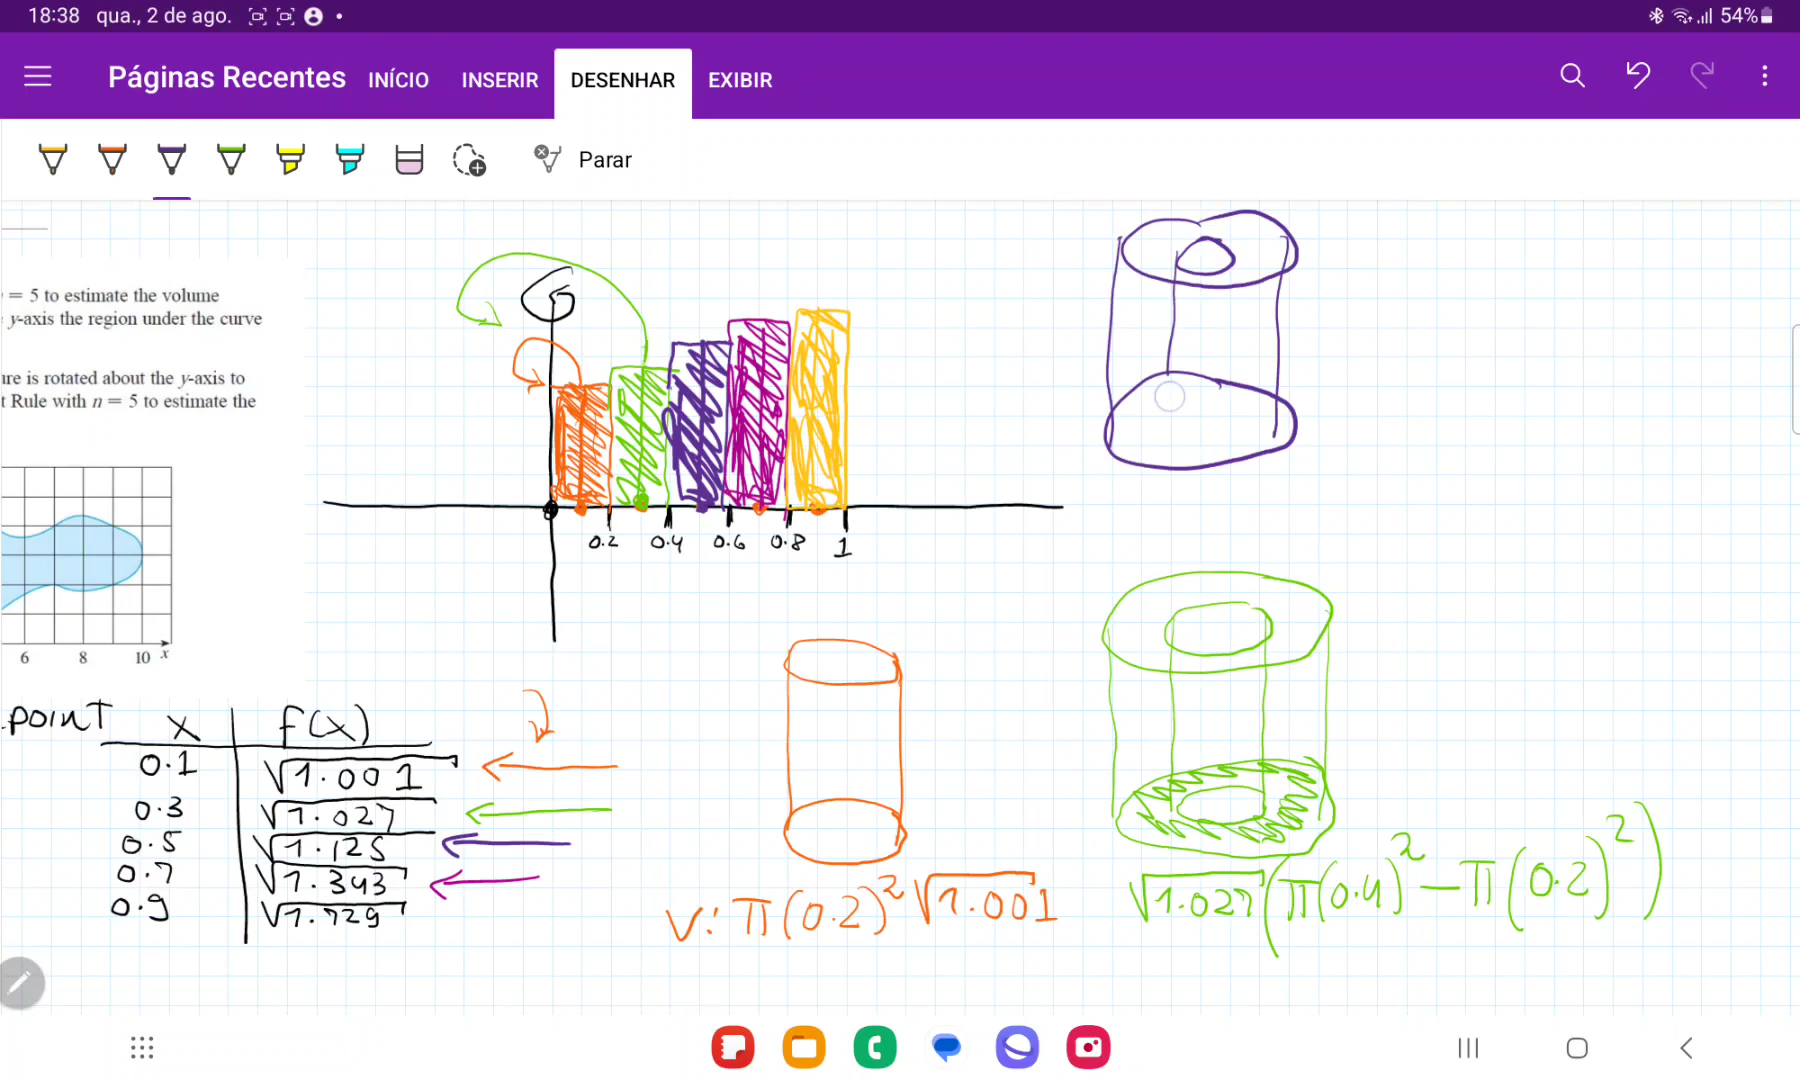 18:38 qua., 2 de ago. 54%
Páginas Recentes INÍCIO INSERIR DESENHAR EXIBIR
Parar
= 5 to estimate the volume
y-axis the region under the curve
ure is rotated about the y-axis to
t Rule with n = 5 to estimate the
6 8 10 x
0.2 0.4 0.6 0.8 1
point x f(x)
0.1 √1.001
0.3 √1.027
0.5 √1.125
0.7 √1.343
0.9 √1.729
V: π(0.2)² √1.001
√1.027 (π(0.4)² − π(0.2)²)